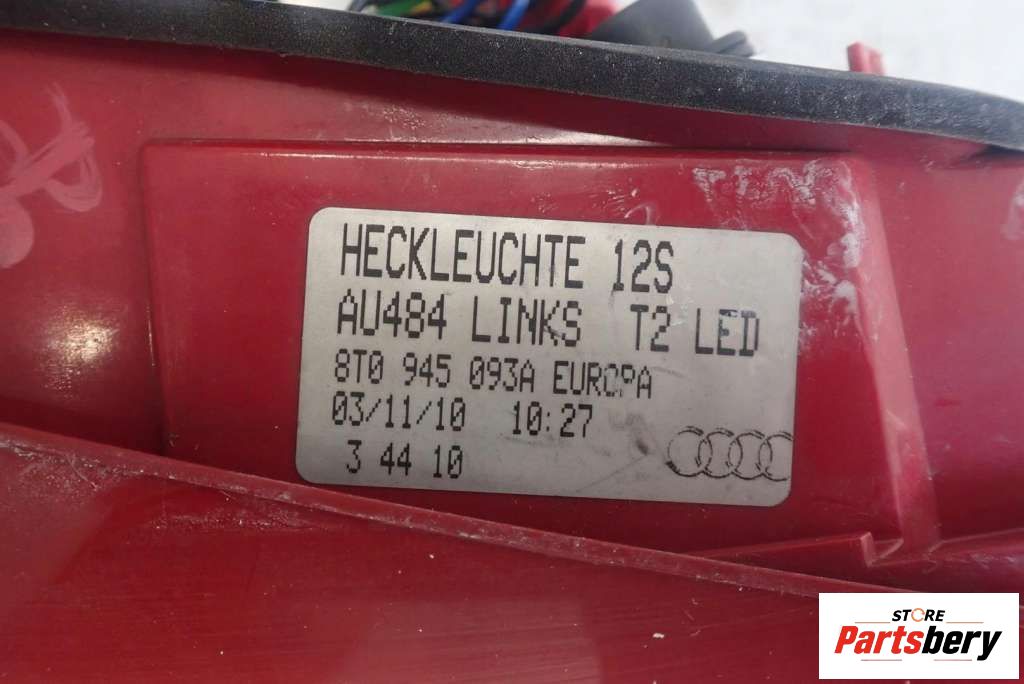 HECKLEUCHTE 12S
AU484 LINKS T2 LED
8T0 945 093A EUROPA
03/11/10 10:27
3 44 10
STORE
Partsbery